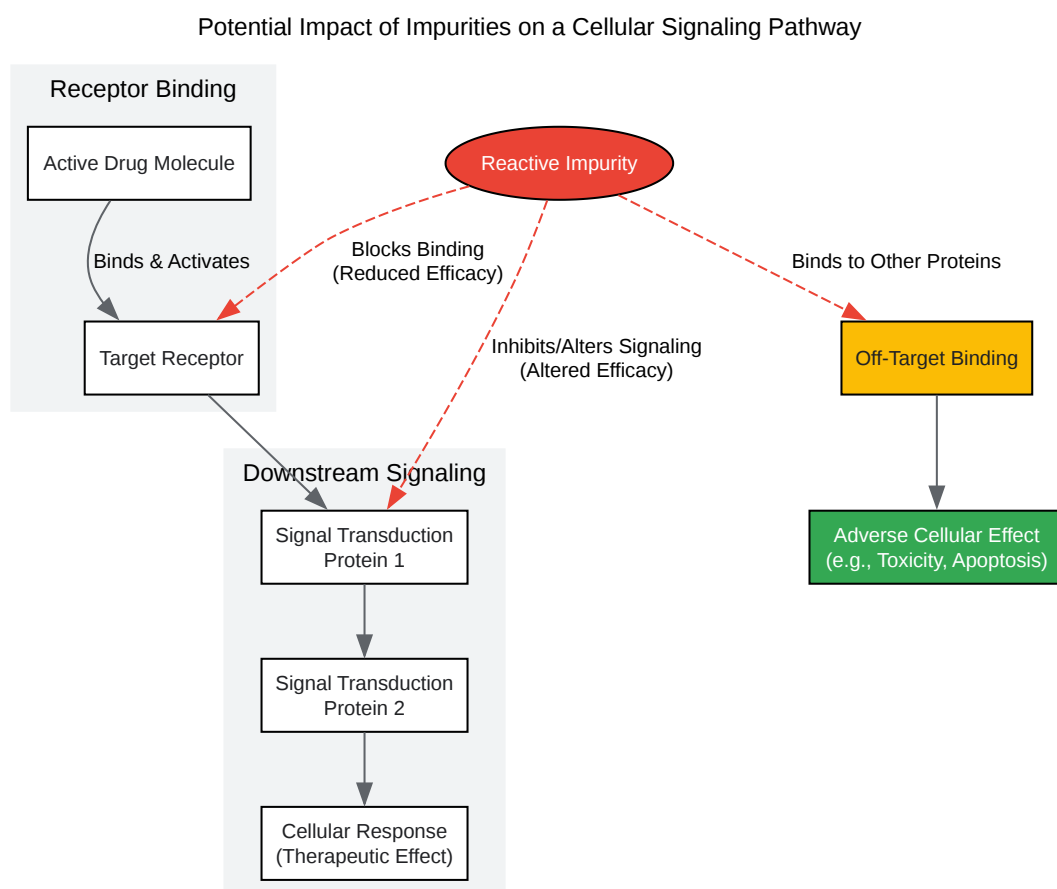 Potential Impact of Impurities on a Cellular Signaling Pathway
Receptor Binding
Active Drug Molecule
Reactive Impurity
Binds & Activates
Blocks Binding
(Reduced Efficacy)
Binds to Other Proteins
Target Receptor
Inhibits/Alters Signaling
(Altered Efficacy)
Off-Target Binding
Downstream Signaling
Signal Transduction
Protein 1
Adverse Cellular Effect
(e.g., Toxicity, Apoptosis)
Signal Transduction
Protein 2
Cellular Response
(Therapeutic Effect)